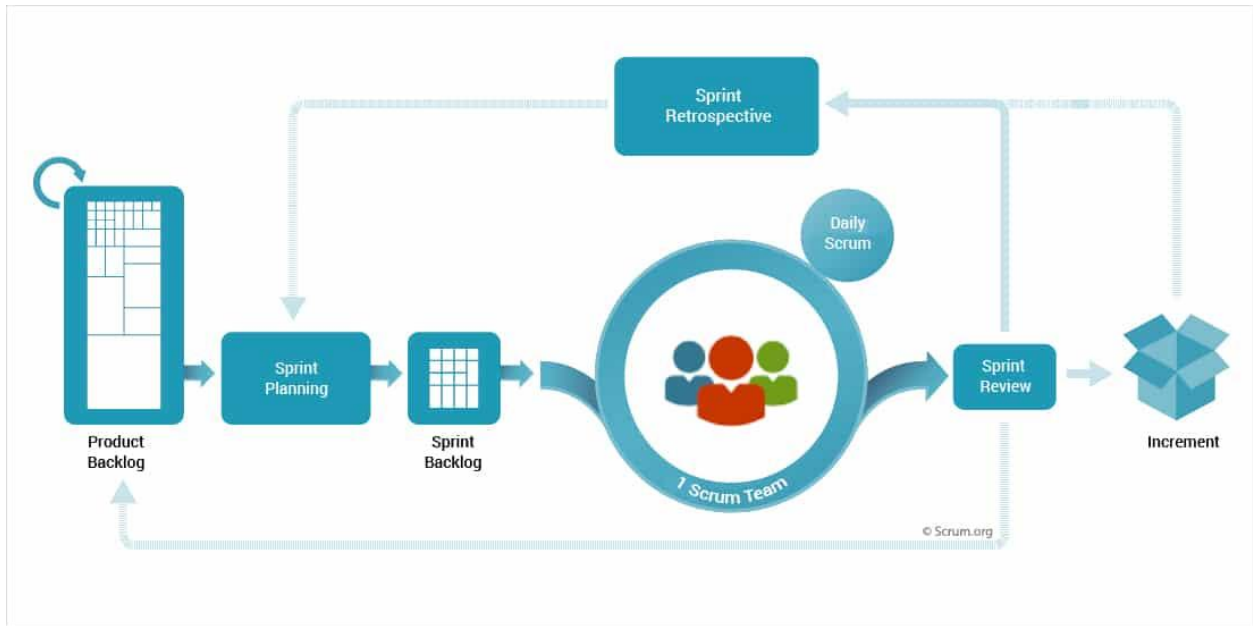 Sprint
Retrospective
Daily
Scrum
Sprint
Planning
Sprint
Review
Product
Backlog
Sprint
Backlog
Increment
1 Scrum Team
© Scrum.org